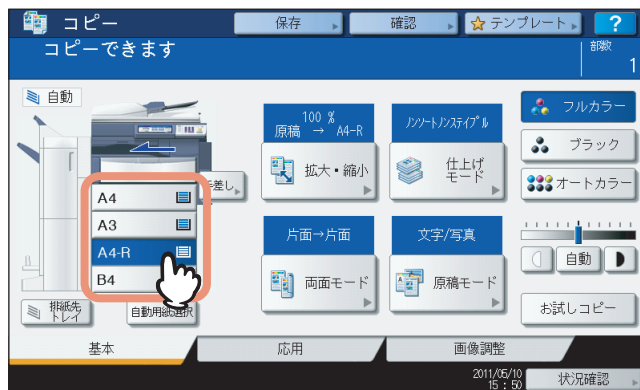 コピー
保存
確認
テンプレート
?
コピーできます
部数
1
自動
100 %
原稿 → A4-R
ノンソートノンステイプル
フルカラー
拡大・縮小
仕上げ
モード
ブラック
手差し
オートカラー
A4
A3
A4-R
B4
片面→片面
文字/写真
両面モード
原稿モード
自動
排紙先
トレイ
自動用紙選択
お試しコピー
基本
応用
画像調整
2011/05/10
15 : 50
状況確認